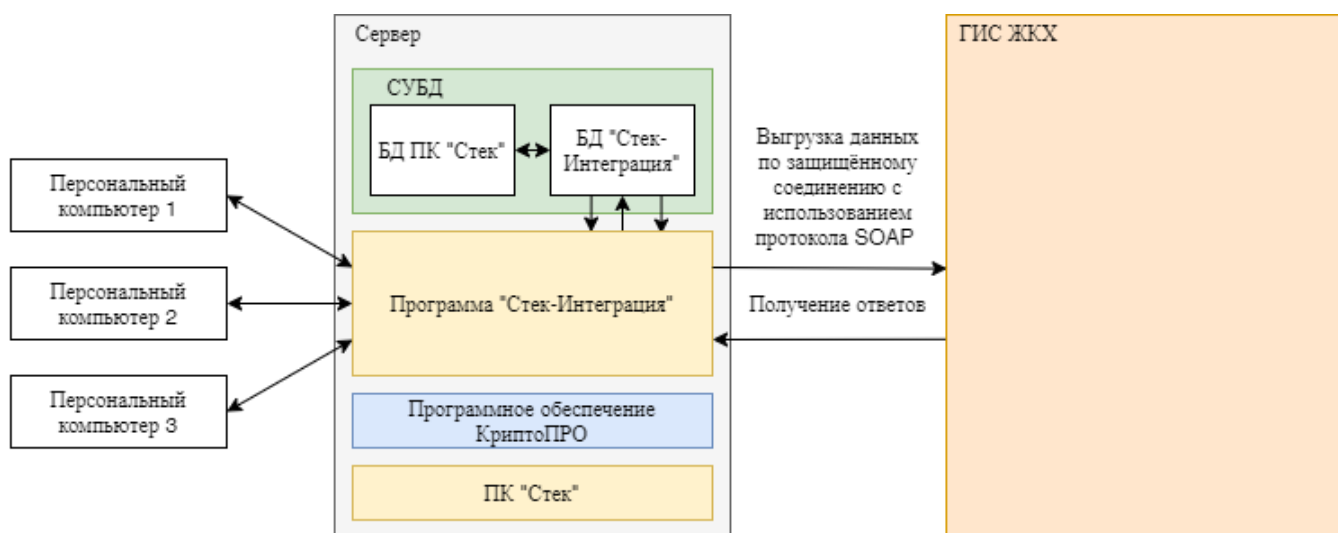 Сервер
ГИС ЖКХ
СУБД
БД ПК "Стек"
БД "Стек-
Интеграция"
Выгрузка данных
по защищённому
соединению с
использованием
протокола SOAP
Персональный
компьютер 1
Персональный
компьютер 2
Персональный
компьютер 3
Программа "Стек-Интеграция"
Получение ответов
Программное обеспечение
КриптоПРО
ПК "Стек"